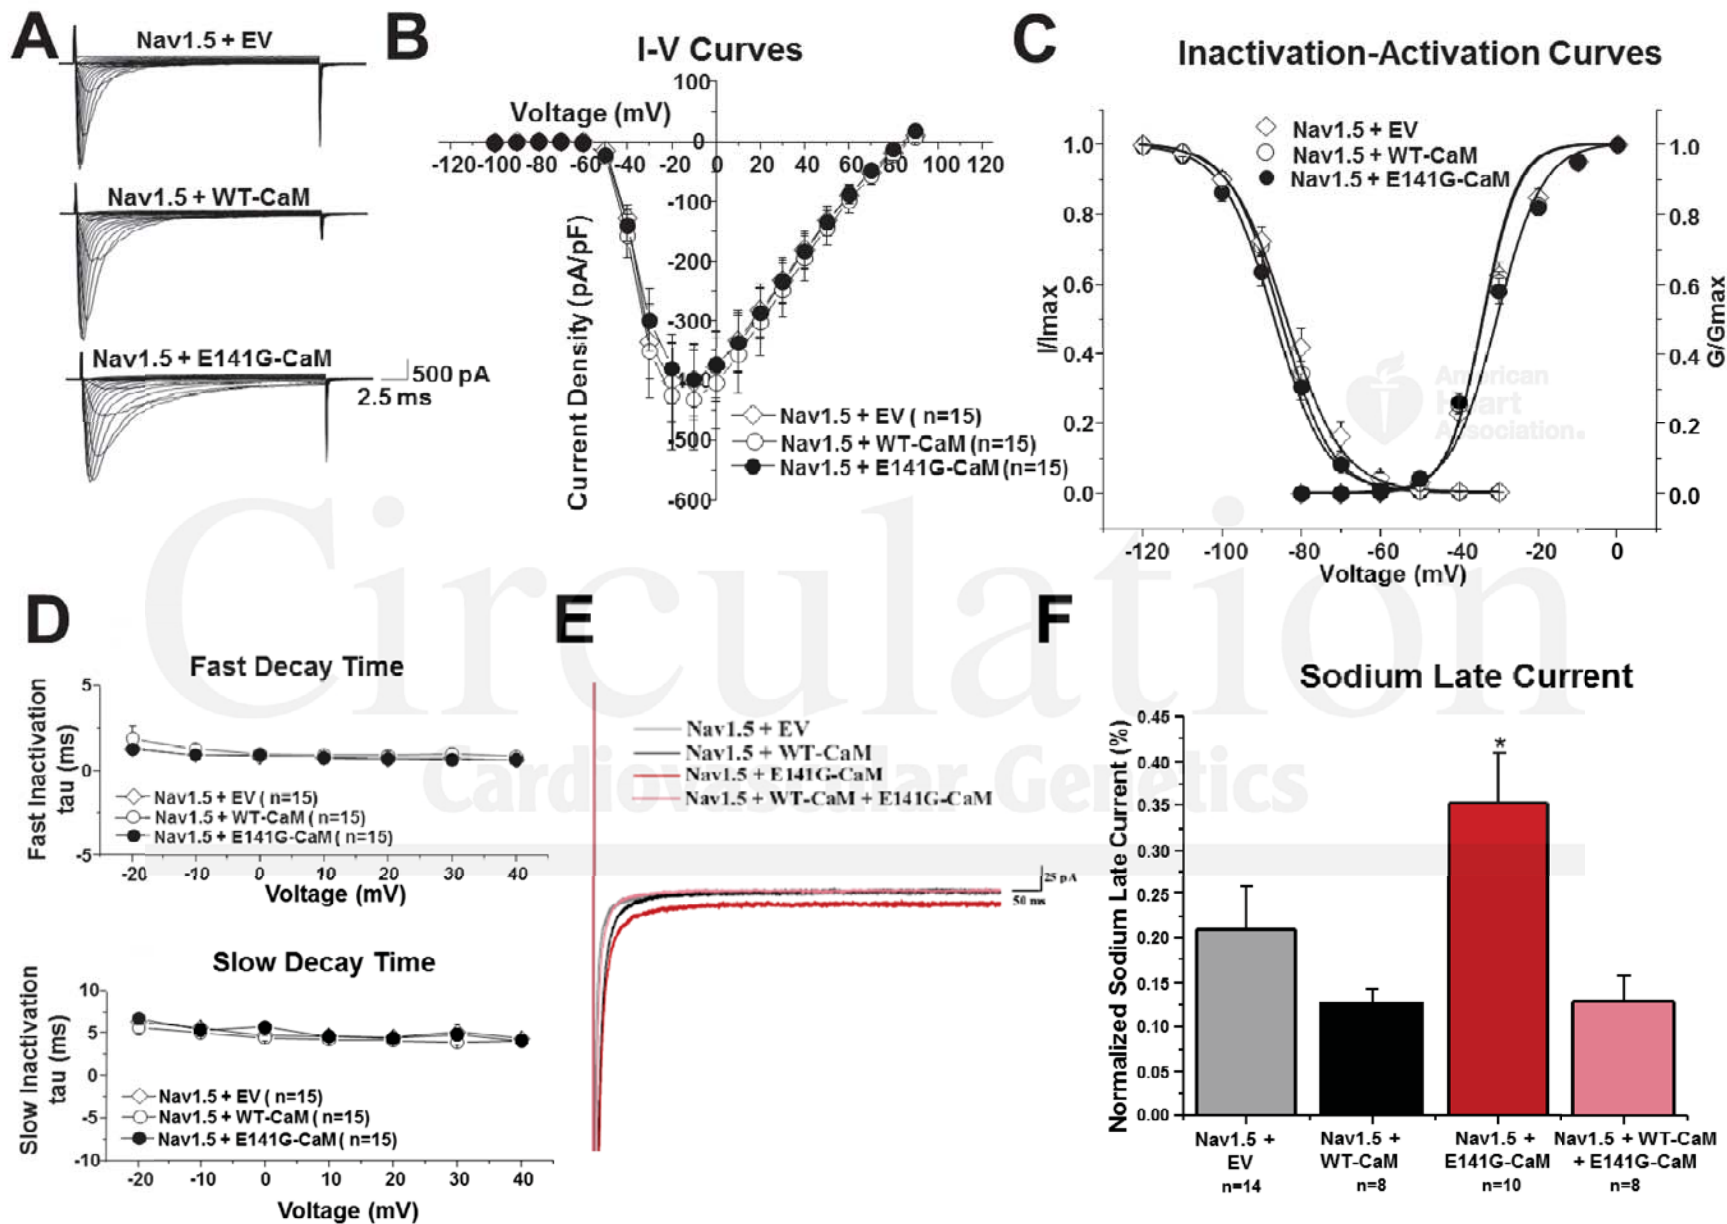 A
Nav1.5 + EV
Nav1.5 + WT-CaM
Nav1.5 + E141G-CaM
500 pA
2.5 ms
B
I-V Curves
Voltage (mV)
100
0
-100
-200
-300
-500
-600
-120 -80 -40 -20 0 20 40 60 80 100 120
Current Density (pA/pF)
Nav1.5 + EV ( n=15)
Nav1.5 + WT-CaM (n=15)
Nav1.5 + E141G-CaM (n=15)
C
Inactivation-Activation Curves
Nav1.5 + EV
Nav1.5 + WT-CaM
Nav1.5 + E141G-CaM
I/Imax
1.0
0.8
0.6
0.4
0.2
0.0
G/Gmax
1.0
0.8
0.6
0.4
0.2
0.0
-120 -100 -80 -60 -40 -20 0
Voltage (mV)
American
Heart
Association.
Circulation
Cardiovascular Genetics
D
Fast Decay Time
Fast Inactivation
tau (ms)
5
0
-5
Nav1.5 + EV ( n=15)
Nav1.5 + WT-CaM ( n=15)
Nav1.5 + E141G-CaM ( n=15)
-20 -10 0 10 20 30 40
Voltage (mV)
Slow Decay Time
Slow Inactivation
tau (ms)
10
5
0
-5
-10
Nav1.5 + EV ( n=15)
Nav1.5 + WT-CaM ( n=15)
Nav1.5 + E141G-CaM ( n=15)
-20 -10 0 10 20 30 40
Voltage (mV)
E
Nav1.5 + EV
Nav1.5 + WT-CaM
Nav1.5 + E141G-CaM
Nav1.5 + WT-CaM + E141G-CaM
25 pA
50 ms
F
Sodium Late Current
Normalized Sodium Late Current (%)
0.45
0.40
0.35
0.30
0.25
0.20
0.15
0.10
0.05
0.00
*
Nav1.5 +
EV
n=14
Nav1.5 +
WT-CaM
n=8
Nav1.5 +
E141G-CaM
n=10
Nav1.5 + WT-CaM
+ E141G-CaM
n=8